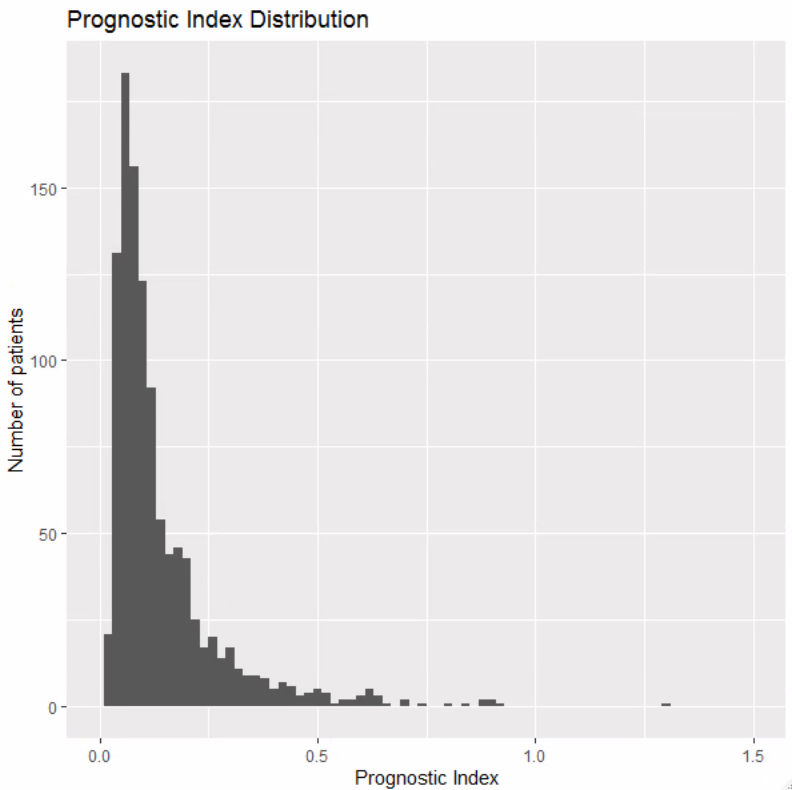 Prognostic Index Distribution
Number of patients
150
100
50
0
0.0 0.5 1.0 1.5
Prognostic Index